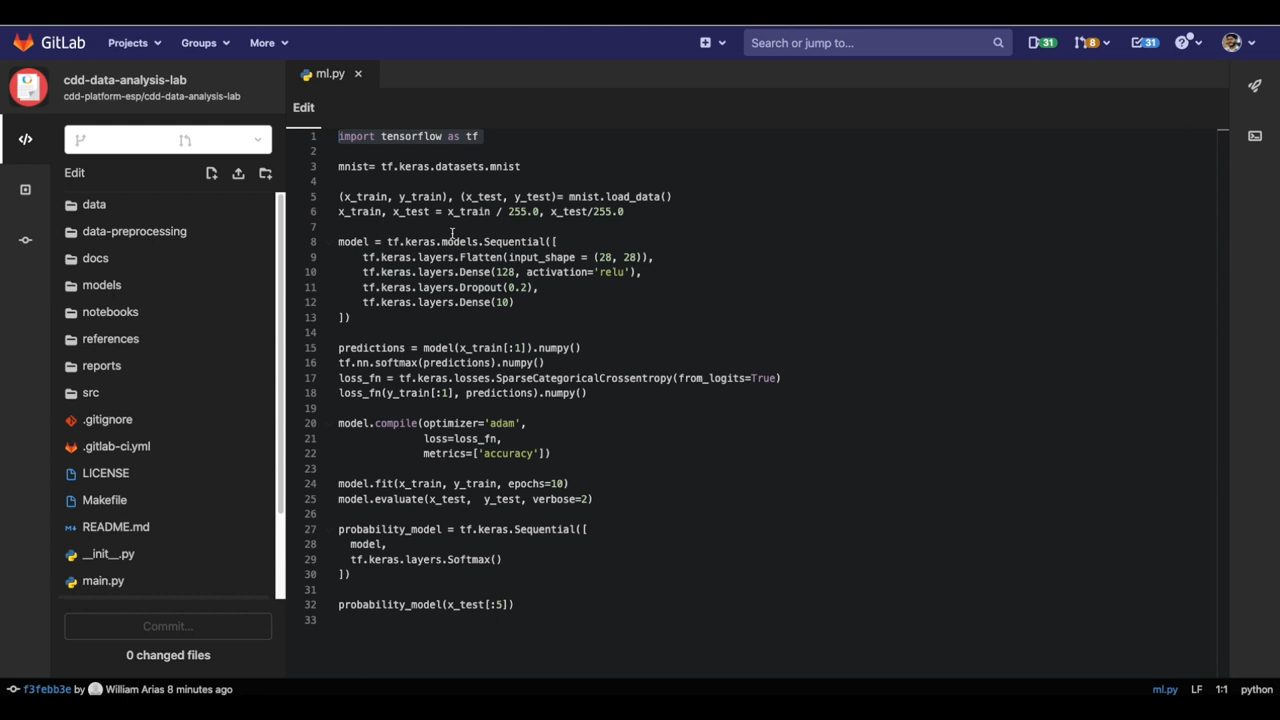 GitLab Projects Groups More Search or jump to... 31 8 31
cdd-data-analysis-lab
cdd-platform-esp/cdd-data-analysis-lab
ml.py
Edit
Edit
data
data-preprocessing
docs
models
notebooks
references
reports
src
.gitignore
.gitlab-ci.yml
LICENSE
Makefile
README.md
__init__.py
main.py
Commit...
0 changed files
1 import tensorflow as tf
2
3 mnist= tf.keras.datasets.mnist
4
5 (x_train, y_train), (x_test, y_test)= mnist.load_data()
6 x_train, x_test = x_train / 255.0, x_test/255.0
7
8 model = tf.keras.models.Sequential([
9 tf.keras.layers.Flatten(input_shape = (28, 28)),
10 tf.keras.layers.Dense(128, activation='relu'),
11 tf.keras.layers.Dropout(0.2),
12 tf.keras.layers.Dense(10)
13 ])
14
15 predictions = model(x_train[:1]).numpy()
16 tf.nn.softmax(predictions).numpy()
17 loss_fn = tf.keras.losses.SparseCategoricalCrossentropy(from_logits=True)
18 loss_fn(y_train[:1], predictions).numpy()
19
20 model.compile(optimizer='adam',
21 loss=loss_fn,
22 metrics=['accuracy'])
23
24 model.fit(x_train, y_train, epochs=10)
25 model.evaluate(x_test, y_test, verbose=2)
26
27 probability_model = tf.keras.Sequential([
28 model,
29 tf.keras.layers.Softmax()
30 ])
31
32 probability_model(x_test[:5])
33
f3febb3e by William Arias 8 minutes ago ml.py LF 1:1 python